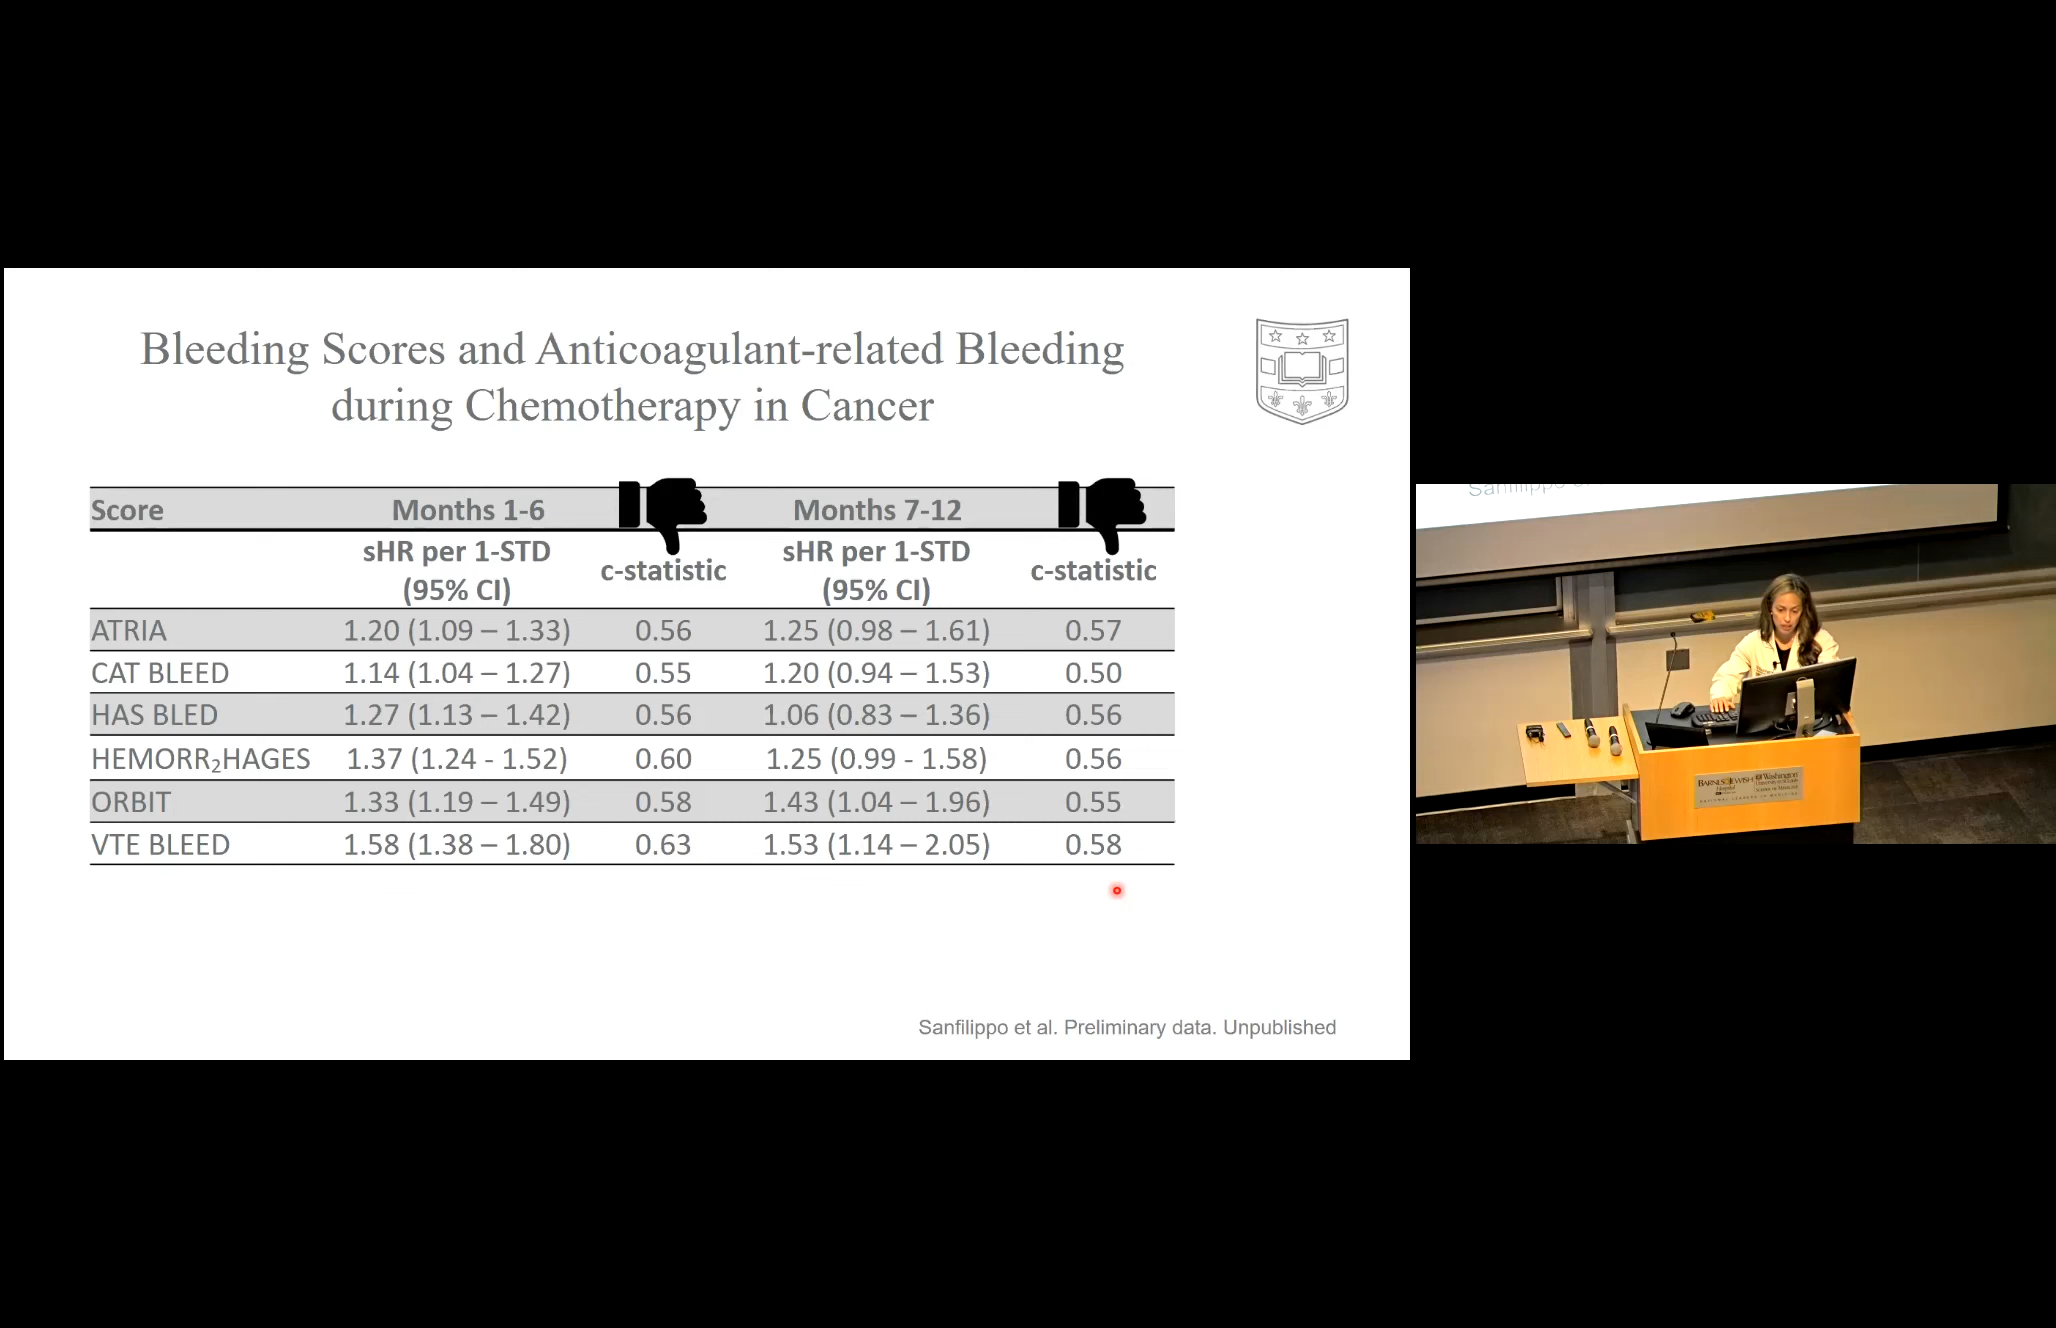 Bleeding Scores and Anticoagulant-related Bleeding
during Chemotherapy in Cancer
Score Months 1-6 Months 7-12
sHR per 1-STD (95% CI) c-statistic sHR per 1-STD (95% CI) c-statistic
ATRIA 1.20 (1.09 – 1.33) 0.56 1.25 (0.98 – 1.61) 0.57
CAT BLEED 1.14 (1.04 – 1.27) 0.55 1.20 (0.94 – 1.53) 0.50
HAS BLED 1.27 (1.13 – 1.42) 0.56 1.06 (0.83 – 1.36) 0.56
HEMORR₂HAGES 1.37 (1.24 - 1.52) 0.60 1.25 (0.99 - 1.58) 0.56
ORBIT 1.33 (1.19 – 1.49) 0.58 1.43 (1.04 – 1.96) 0.55
VTE BLEED 1.58 (1.38 – 1.80) 0.63 1.53 (1.14 – 2.05) 0.58
Sanfilippo et al. Preliminary data. Unpublished
Sanfilippo
BARNES JEWISH Washington
Hospital